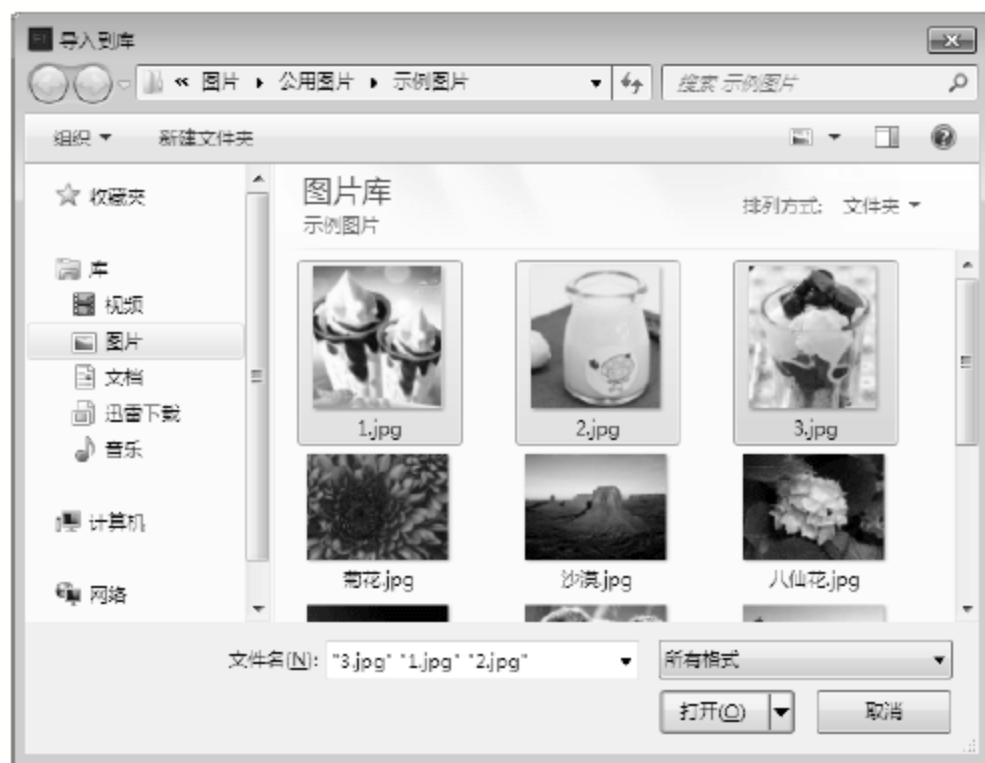 导入到库
« 图片 ▸ 公用图片 ▸ 示例图片
搜索 示例图片
组织 新建文件夹
收藏夹
库
视频
图片
文档
迅雷下载
音乐
计算机
网络
图片库
示例图片
排列方式: 文件夹
1.jpg 2.jpg 3.jpg
菊花.jpg 沙漠.jpg 八仙花.jpg
文件名(N): "3.jpg" "1.jpg" "2.jpg" 所有格式
打开(O) 取消